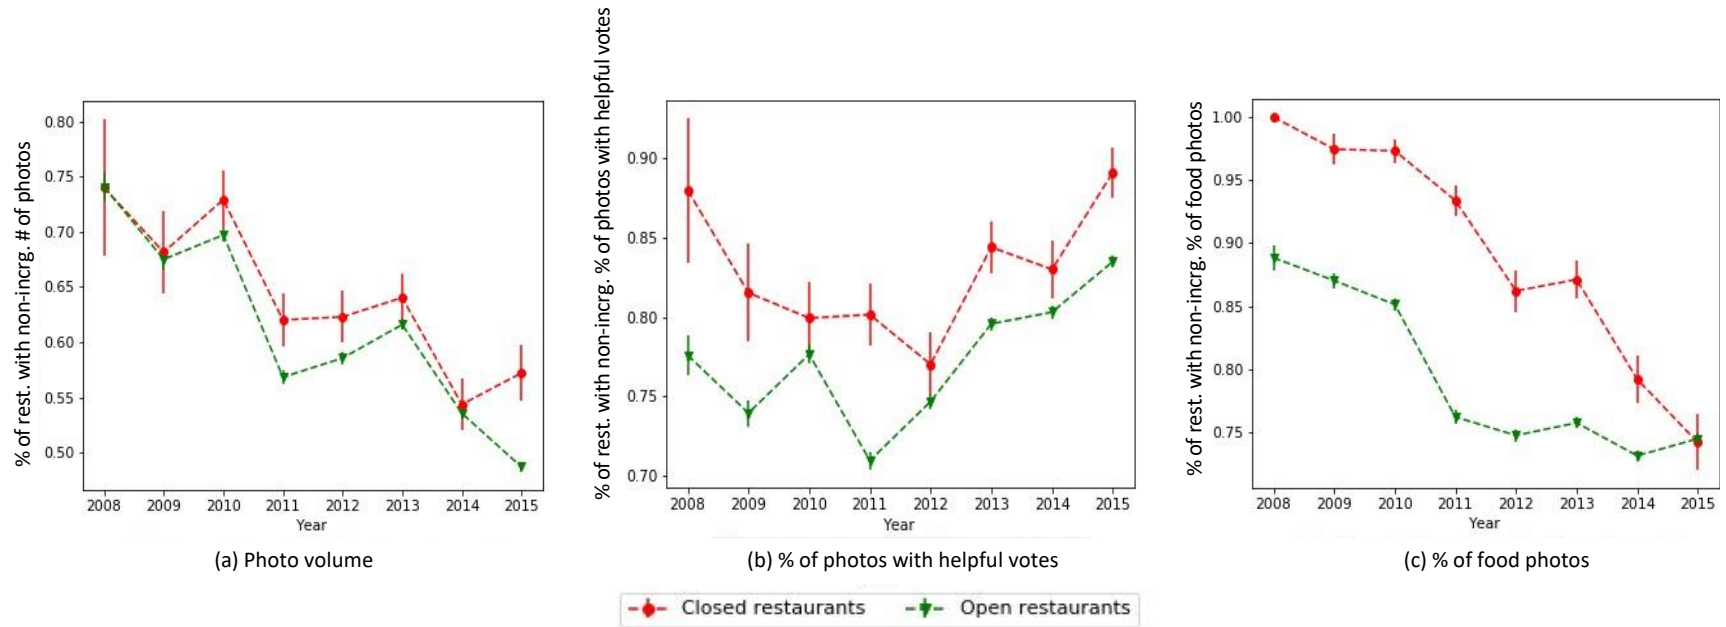 % of rest. with non-incrg. # of photos
0.80
0.75
0.70
0.65
0.60
0.55
0.50
2008 2009 2010 2011 2012 2013 2014 2015
Year
(a) Photo volume
% of rest. with non-incrg. % of photos with helpful votes
0.90
0.85
0.80
0.75
0.70
2008 2009 2010 2011 2012 2013 2014 2015
Year
(b) % of photos with helpful votes
% of rest. with non-incrg. % of food photos
1.00
0.95
0.90
0.85
0.80
0.75
2008 2009 2010 2011 2012 2013 2014 2015
Year
(c) % of food photos
Closed restaurants Open restaurants